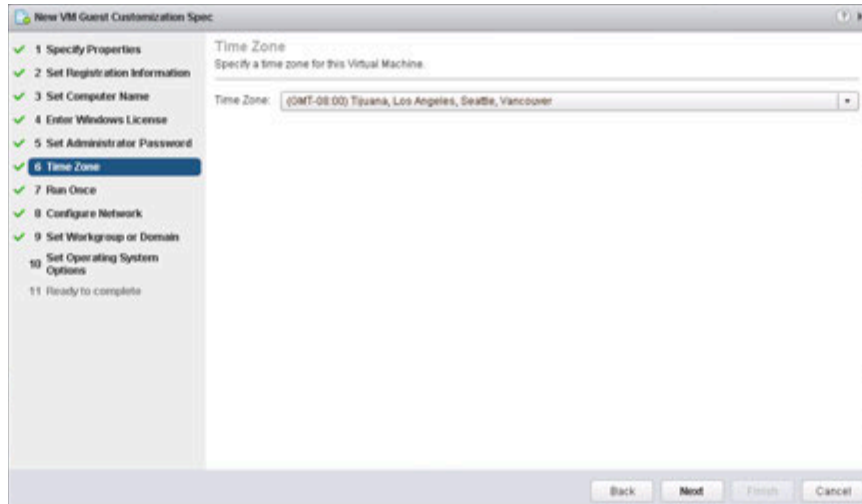 New VM Guest Customization Spec
1 Specify Properties
2 Set Registration Information
3 Set Computer Name
4 Enter Windows License
5 Set Administrator Password
6 Time Zone
7 Run Once
8 Configure Network
9 Set Workgroup or Domain
10 Set Operating System Options
11 Ready to complete
Time Zone
Specify a time zone for this Virtual Machine.
Time Zone: (GMT-08:00) Tijuana, Los Angeles, Seattle, Vancouver
Back Next Finish Cancel